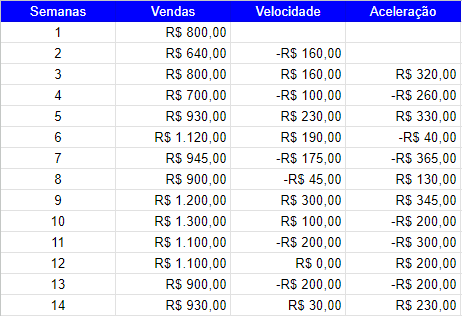 Semanas Vendas Velocidade Aceleração
1 R$ 800,00
2 R$ 640,00 -R$ 160,00
3 R$ 800,00 R$ 160,00 R$ 320,00
4 R$ 700,00 -R$ 100,00 -R$ 260,00
5 R$ 930,00 R$ 230,00 R$ 330,00
6 R$ 1.120,00 R$ 190,00 -R$ 40,00
7 R$ 945,00 -R$ 175,00 -R$ 365,00
8 R$ 900,00 -R$ 45,00 R$ 130,00
9 R$ 1.200,00 R$ 300,00 R$ 345,00
10 R$ 1.300,00 R$ 100,00 -R$ 200,00
11 R$ 1.100,00 -R$ 200,00 -R$ 300,00
12 R$ 1.100,00 R$ 0,00 R$ 200,00
13 R$ 900,00 -R$ 200,00 -R$ 200,00
14 R$ 930,00 R$ 30,00 R$ 230,00